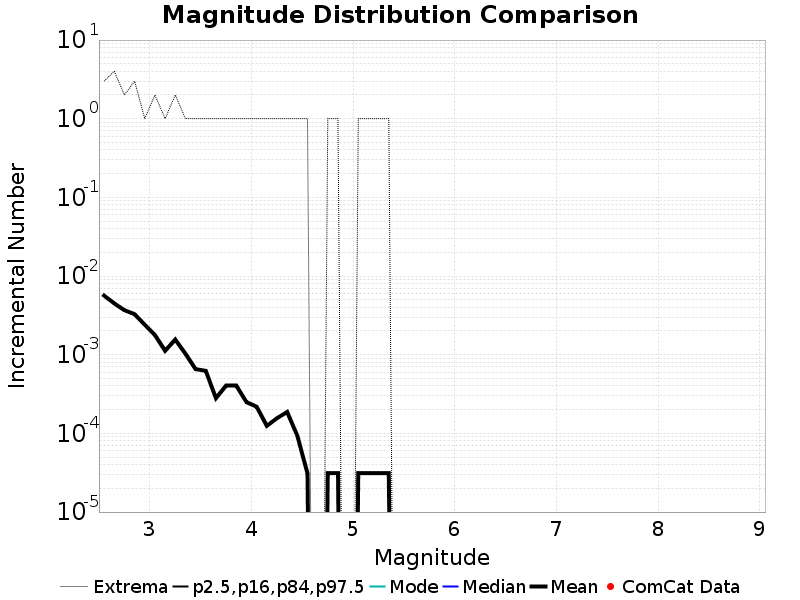 Magnitude Distribution Comparison
10^1
10^0
10^-1
10^-2
10^-3
10^-4
10^-5
Incremental Number
3 4 5 6 7 8 9
Magnitude
Extrema p2.5,p16,p84,p97.5 Mode Median Mean ComCat Data